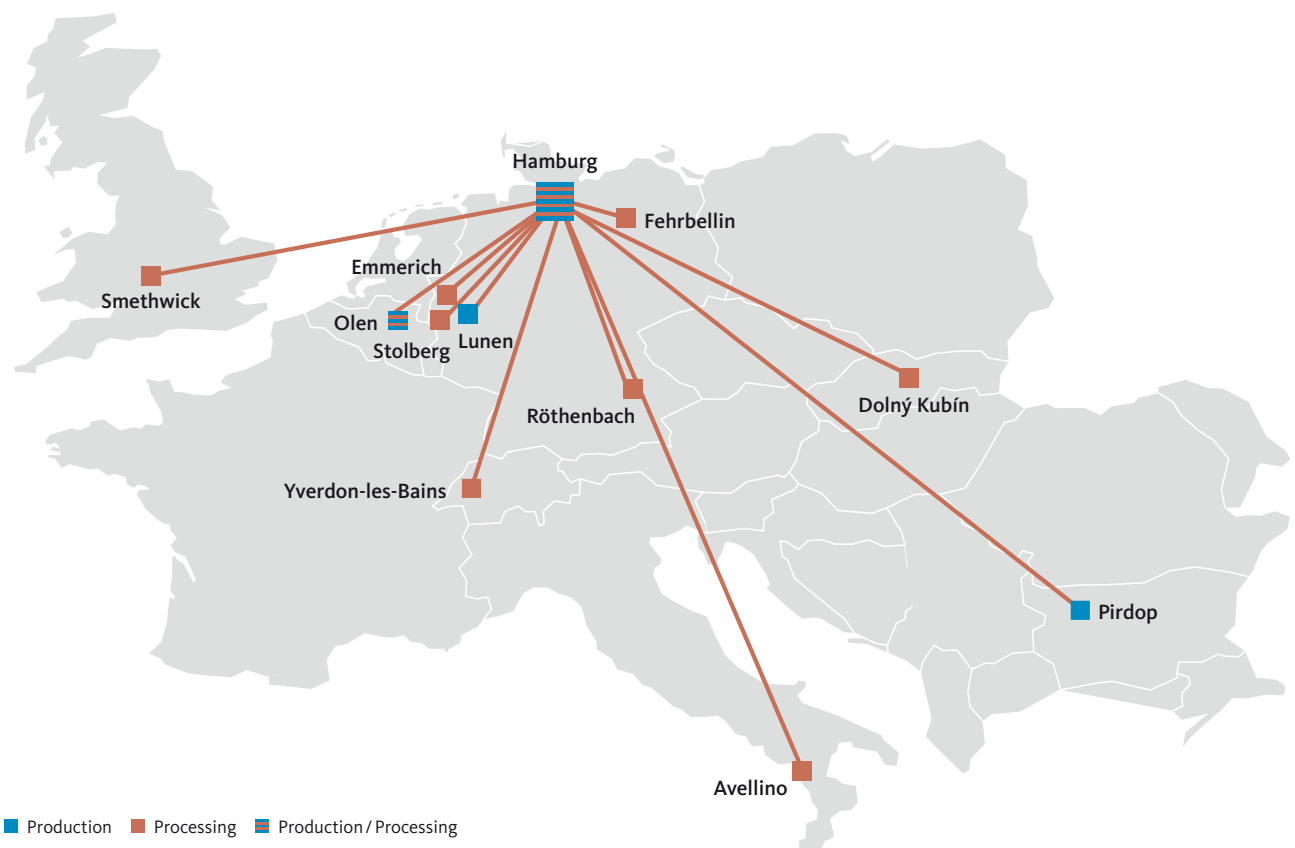 Hamburg
Fehrbellin
Emmerich
Smethwick
Olen
Lunen
Stolberg
Dolný Kubín
Röthenbach
Yverdon-les-Bains
Pirdop
Avellino
Production Processing Production / Processing